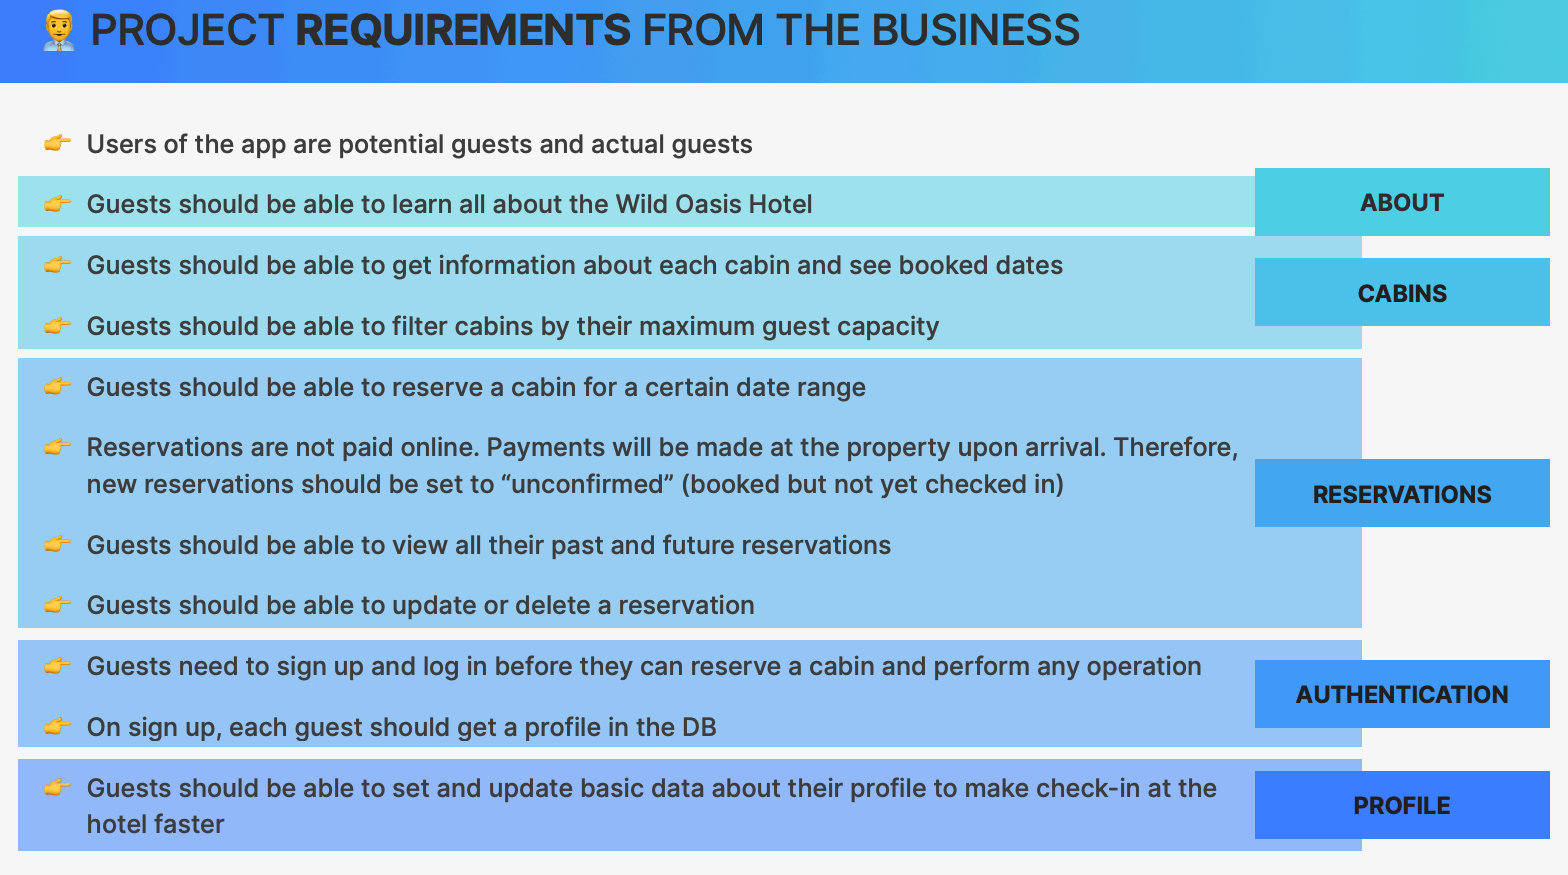 PROJECT REQUIREMENTS FROM THE BUSINESS
Users of the app are potential guests and actual guests
Guests should be able to learn all about the Wild Oasis Hotel
ABOUT
Guests should be able to get information about each cabin and see booked dates
Guests should be able to filter cabins by their maximum guest capacity
CABINS
Guests should be able to reserve a cabin for a certain date range
Reservations are not paid online. Payments will be made at the property upon arrival. Therefore,
new reservations should be set to “unconfirmed” (booked but not yet checked in)
Guests should be able to view all their past and future reservations
Guests should be able to update or delete a reservation
RESERVATIONS
Guests need to sign up and log in before they can reserve a cabin and perform any operation
On sign up, each guest should get a profile in the DB
AUTHENTICATION
Guests should be able to set and update basic data about their profile to make check-in at the
hotel faster
PROFILE